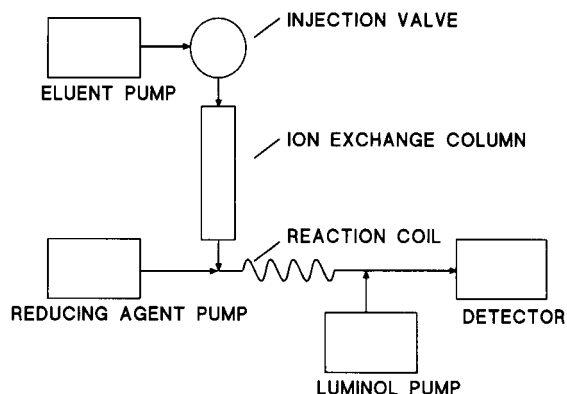 INJECTION VALVE
ELUENT PUMP
ION EXCHANGE COLUMN
REACTION COIL
REDUCING AGENT PUMP
DETECTOR
LUMINOL PUMP